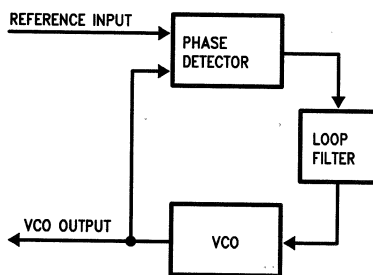 REFERENCE INPUT
PHASE
DETECTOR
LOOP
FILTER
VCO OUTPUT
VCO